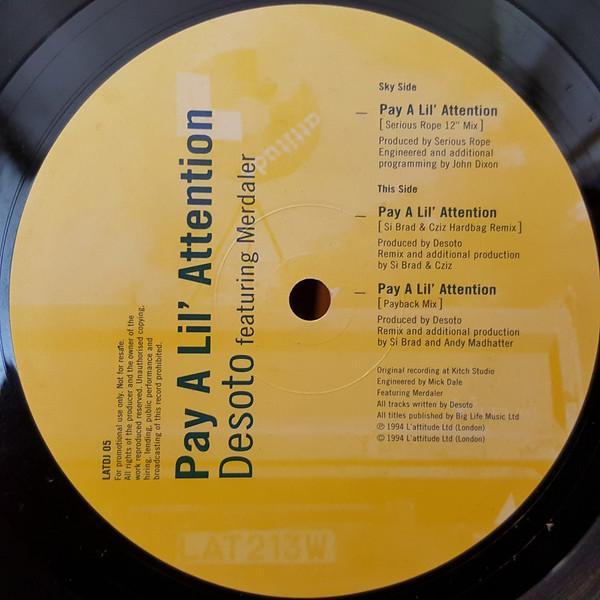 Pay A Lil' Attention
Desoto featuring Merdaler
LATDJ 05
For promotional use only. Not for resale.
All rights of the producer and the owner of the
work reproduced reserved. Unauthorised copying,
hiring, lending, public performance and
broadcasting of this record prohibited.
Sky Side
Pay A Lil' Attention
[ Serious Rope 12" Mix ]
Produced by Serious Rope
Engineered and additional
programming by John Dixon
This Side
Pay A Lil' Attention
[ Si Brad & Cziz Hardbag Remix ]
Produced by Desoto
Remix and additional production
by Si Brad & Cziz
Pay A Lil' Attention
[ Payback Mix ]
Produced by Desoto
Remix and additional production
by Si Brad and Andy Madhatter
Original recording at Kitch Studio
Engineered by Mick Dale
Featuring Merdaler
All tracks written by Desoto
All titles published by Big Life Music Ltd
℗ 1994 L'attitude Ltd (London)
© 1994 L'attitude Ltd (London)
LAT213W